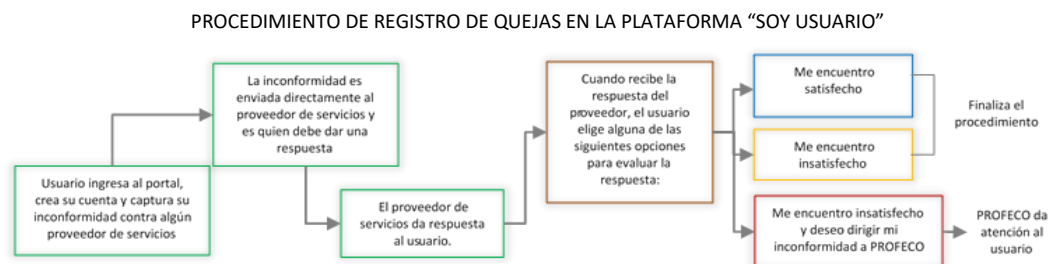 PROCEDIMIENTO DE REGISTRO DE QUEJAS EN LA PLATAFORMA “SOY USUARIO”
Usuario ingresa al portal,
crea su cuenta y captura su
inconformidad contra algún
proveedor de servicios
La inconformidad es
enviada directamente al
proveedor de servicios y
es quien debe dar una
respuesta
El proveedor de
servicios da respuesta
al usuario.
Cuando recibe la
respuesta del
proveedor, el usuario
elige alguna de las
siguientes opciones
para evaluar la
respuesta:
Me encuentro
satisfecho
Me encuentro
insatisfecho
Finaliza el
procedimiento
Me encuentro insatisfecho
y deseo dirigir mi
inconformidad a PROFECO
PROFECO da
atención al
usuario